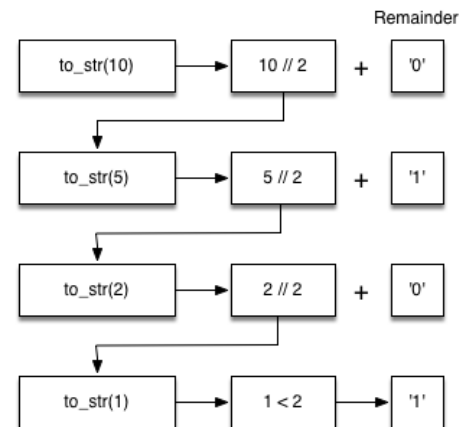 Remainder
to_str(10) 10 // 2 + '0'
to_str(5) 5 // 2 + '1'
to_str(2) 2 // 2 + '0'
to_str(1) 1 < 2 '1'